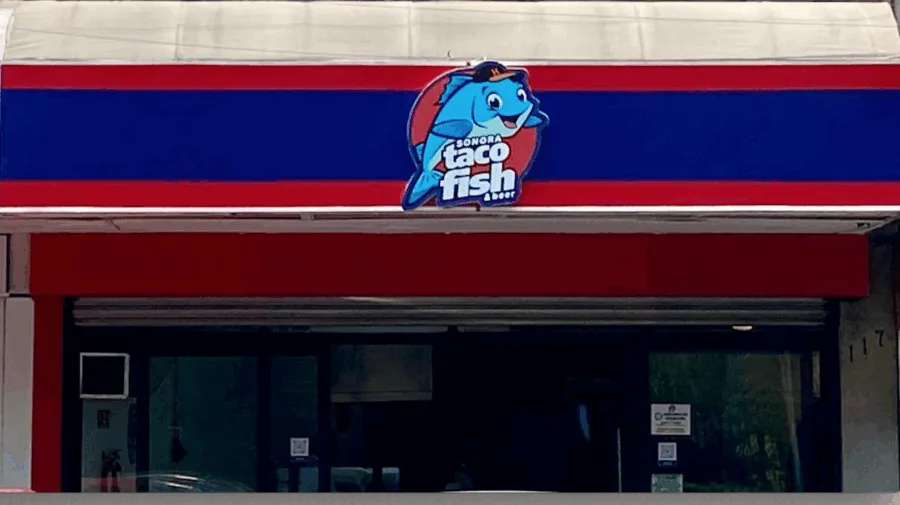 SONORA
taco
fish
& beer
117